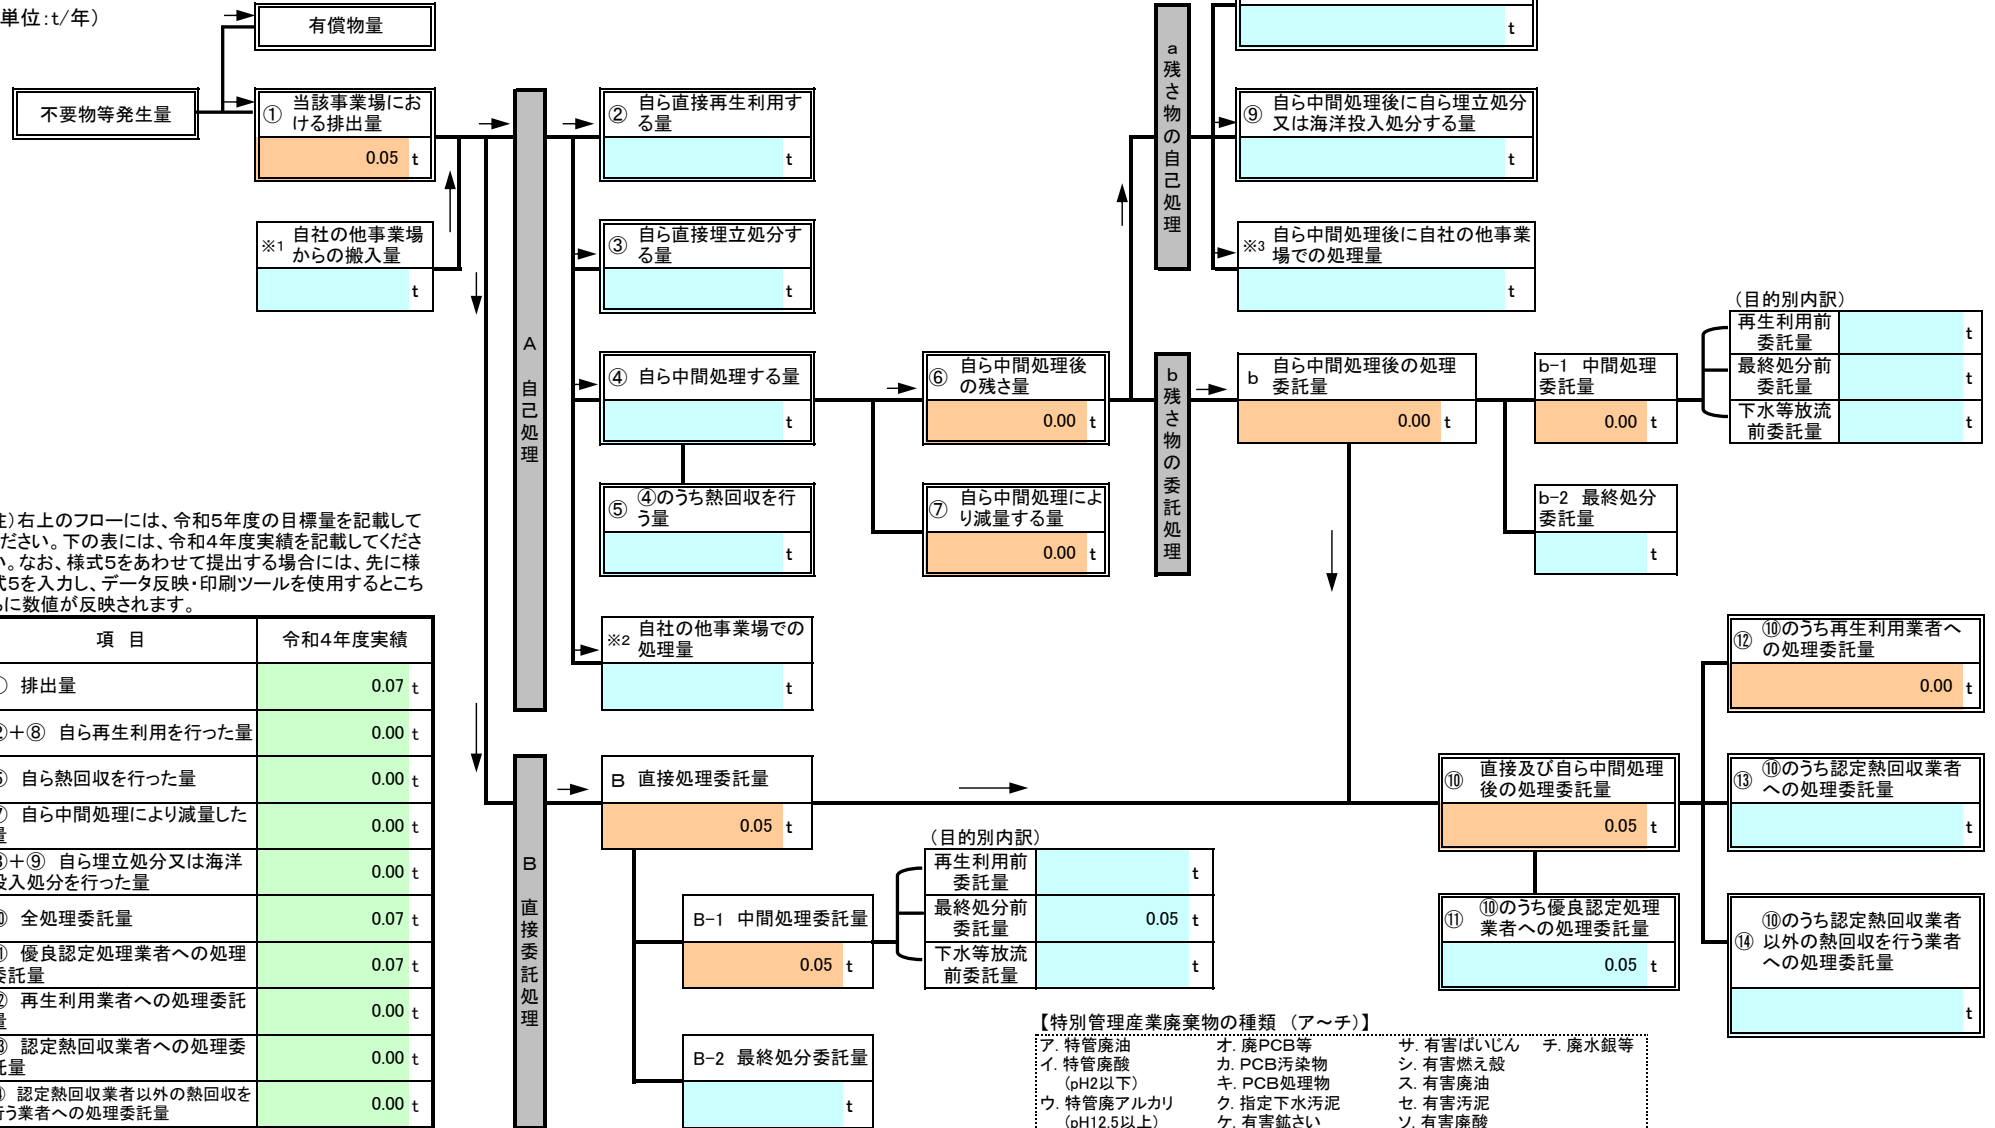 単位:t/年）
有償物量
不要物等発生量
① 当該事業場にお
ける排出量
0.05 t
※1 自社の他事業場
からの搬入量
t
A 自己処理
② 自ら直接再生利用す
る量
t
③ 自ら直接埋立処分す
る量
t
④ 自ら中間処理する量
t
⑤ ④のうち熱回収を行
う量
t
※2 自社の他事業場での
処理量
t
⑥ 自ら中間処理後
の残さ量
0.00 t
⑦ 自ら中間処理によ
り減量する量
0.00 t
a 残さ物の自己処理
t
⑨ 自ら中間処理後に自ら埋立処分
又は海洋投入処分する量
t
※3 自ら中間処理後に自社の他事業
場での処理量
t
b 残さ物の委託処理
b 自ら中間処理後の処理
委託量
0.00 t
b-1 中間処理
委託量
0.00 t
b-2 最終処分
委託量
t
（目的別内訳）
再生利用前
委託量
t
最終処分前
委託量
t
下水等放流
前委託量
t
注）右上のフローには、令和5年度の目標量を記載して
ださい。下の表には、令和4年度実績を記載してくださ
い。なお、様式5をあわせて提出する場合には、先に様
式5を入力し、データ反映・印刷ツールを使用するとこち
らに数値が反映されます。
項 目 令和4年度実績
① 排出量 0.07 t
②+⑧ 自ら再生利用を行った量 0.00 t
⑤ 自ら熱回収を行った量 0.00 t
⑦ 自ら中間処理により減量した
量 0.00 t
③+⑨ 自ら埋立処分又は海洋
投入処分を行った量 0.00 t
⑩ 全処理委託量 0.07 t
⑪ 優良認定処理業者への処理
委託量 0.07 t
⑫ 再生利用業者への処理委託
量 0.00 t
⑬ 認定熱回収業者への処理委
託量 0.00 t
⑭ 認定熱回収業者以外の熱回収を
行う業者への処理委託量 0.00 t
B 直接委託処理
B 直接処理委託量
0.05 t
B-1 中間処理委託量
0.05 t
B-2 最終処分委託量
t
（目的別内訳）
再生利用前
委託量
t
最終処分前
委託量
0.05 t
下水等放流
前委託量
t
⑩ 直接及び自ら中間処理
後の処理委託量
0.05 t
⑪ ⑩のうち優良認定処理
業者への処理委託量
0.05 t
⑫ ⑩のうち再生利用業者へ
の処理委託量
0.00 t
⑬ ⑩のうち認定熱回収業者
への処理委託量
t
⑭ ⑩のうち認定熱回収業者
以外の熱回収を行う業者
への処理委託量
t
【特別管理産業廃棄物の種類 （ア～チ）】
ア. 特管廃油 オ. 廃PCB等 サ. 有害ばいじん チ. 廃水銀等
イ. 特管廃酸 カ. PCB汚染物 シ. 有害燃え殻
（pH2以下） キ. PCB処理物 ス. 有害廃油
ウ. 特管廃アルカリ ク. 指定下水汚泥 セ. 有害汚泥
（pH12.5以上） ケ. 有害鉱さい ソ. 有害廃酸